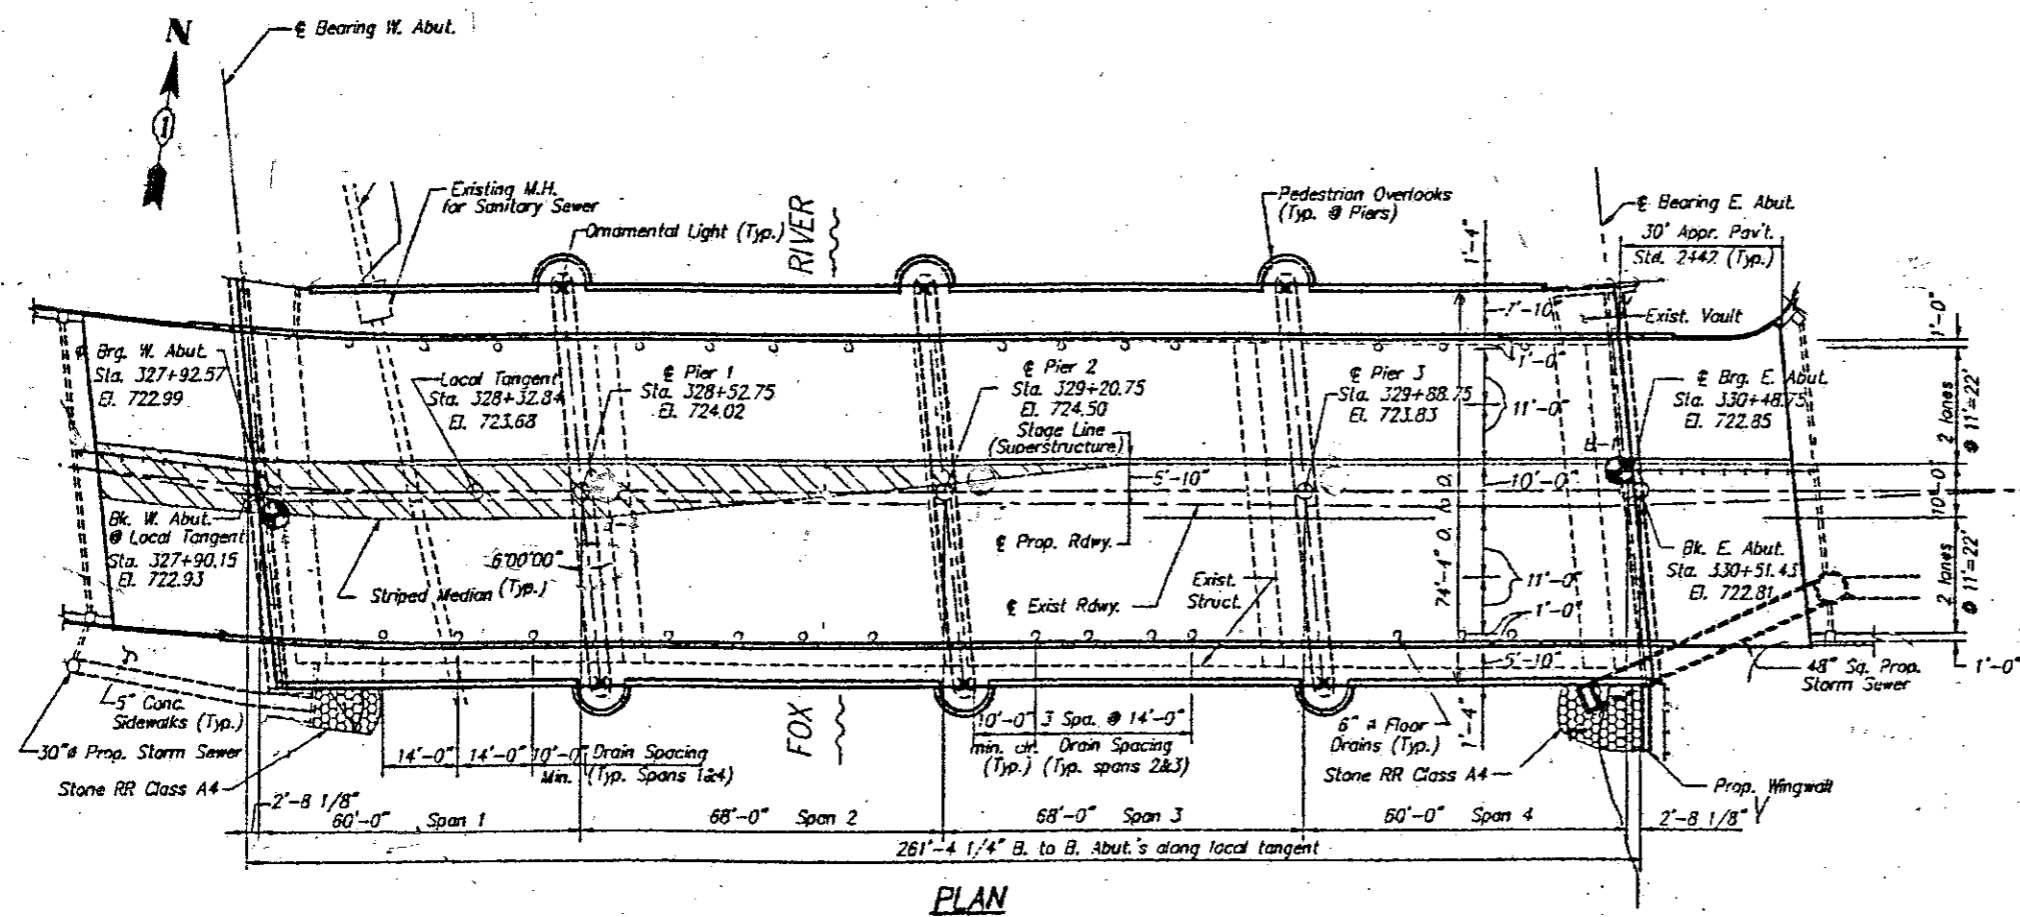 N
1
℄ Bearing W. Abut.
Existing M.H.
for Sanitary Sewer
Ornamental Light (Typ.)
RIVER
Pedestrian Overlooks
(Typ. @ Piers)
1'-4"
℄ Bearing E. Abut.
30' Appr. Pav't.
Std. 2442 (Typ.)
7'-10
Exist. Vault
1'-0"
1'-0"
Brg. W. Abut.
Sta. 327+92.57
El. 722.99
Local Tangent
Sta. 328+32.84
El. 723.68
℄ Pier 1
Sta. 328+52.75
El. 724.02
℄ Pier 2
Sta. 329+20.75
El. 724.50
Stage Line
(Superstructure)
℄ Pier 3
Sta. 329+88.75
El. 723.83
11'-0"
℄ Brg. E. Abut.
Sta. 330+48.75
El. 722.85
2 lanes
@ 11'=22'
B-1
5'-10"
10'-0"
10'-0"
Bk. W. Abut.
@ Local Tangent
Sta. 327+90.15
El. 722.93
6°00'00"
(Typ.)
Striped Median
℄ Prop. Rdwy.
℄ Exist Rdwy.
Exist.
Struct.
74'-4" O. to O.
11'-0"
1'-0"
Bk. E. Abut.
Sta. 330+51.43
El. 722.81
2 lanes
@ 11'=22'
5'-10"
48" Sq. Prop.
Storm Sewer
1'-0"
5" Conc.
Sidewalks (Typ.)
30"ø Prop. Storm Sewer
Stone RR Class A4
14'-0"
14'-0"
10'-0"
Min.
Drain Spacing
(Typ. Spans 1&4)
FOX
10'-0"
min. clr.
(Typ.)
3 Spa. @ 14'-0"
Drain Spacing
(Typ. spans 2&3)
6" ø Floor
Drains (Typ.)
1'-4"
Stone RR Class A4
Prop. Wingwall
2'-8 1/8"
60'-0" Span 1
68'-0" Span 2
68'-0" Span 3
60'-0" Span 4
2'-8 1/8"
261'-4 1/4" B. to B. Abut.'s along local tangent
PLAN